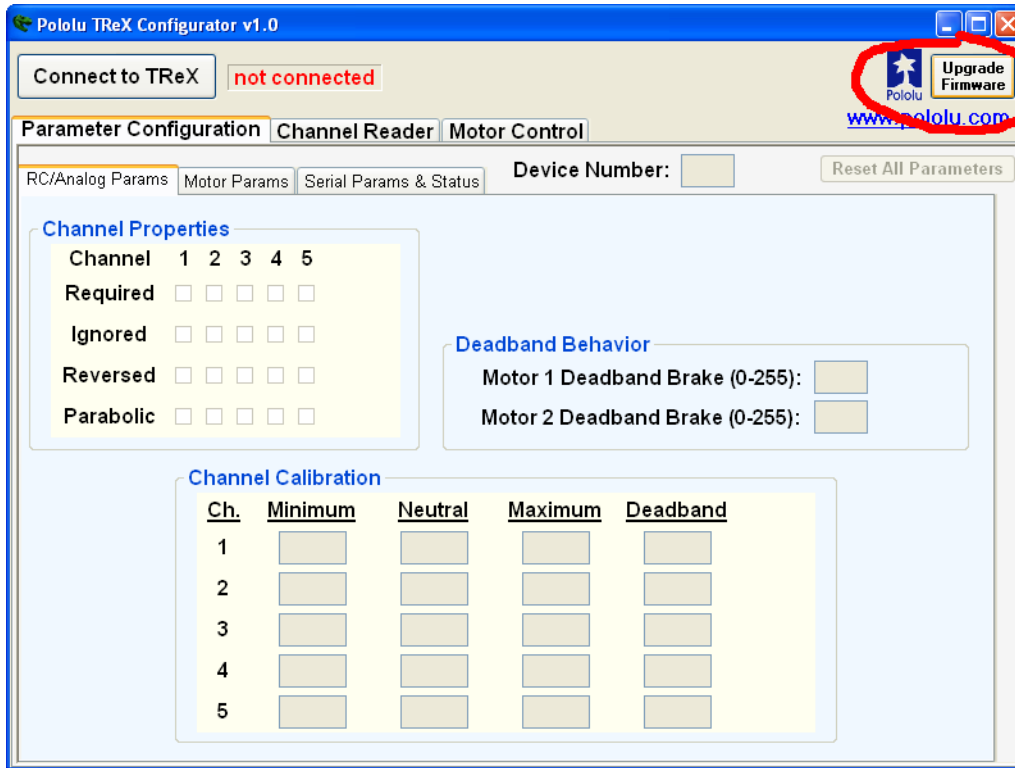 Pololu TReX Configurator v1.0
Connect to TReX
not connected
Pololu
Upgrade
Firmware
www.pololu.com
Parameter Configuration
Channel Reader
Motor Control
RC/Analog Params
Motor Params
Serial Params & Status
Device Number:
Reset All Parameters
Channel Properties
Channel 1 2 3 4 5
Required
Ignored
Reversed
Parabolic
Deadband Behavior
Motor 1 Deadband Brake (0-255):
Motor 2 Deadband Brake (0-255):
Channel Calibration
Ch. Minimum Neutral Maximum Deadband
1
2
3
4
5